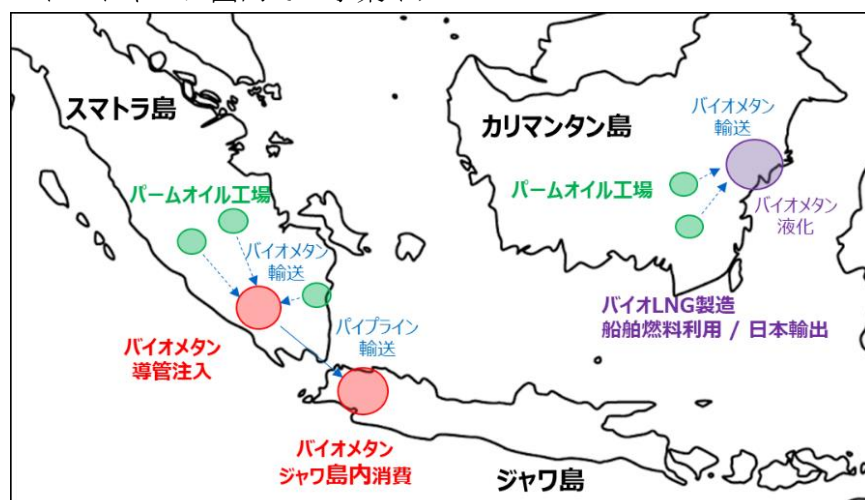 スマトラ島
パームオイル工場
バイオメタン
輸送
バイオメタン
導管注入
パイプライン
輸送
バイオメタン
ジャワ島内消費
ジャワ島
カリマンタン島
バイオメタン
輸送
パームオイル工場
バイオメタン
液化
バイオLNG製造
船舶燃料利用 / 日本輸出